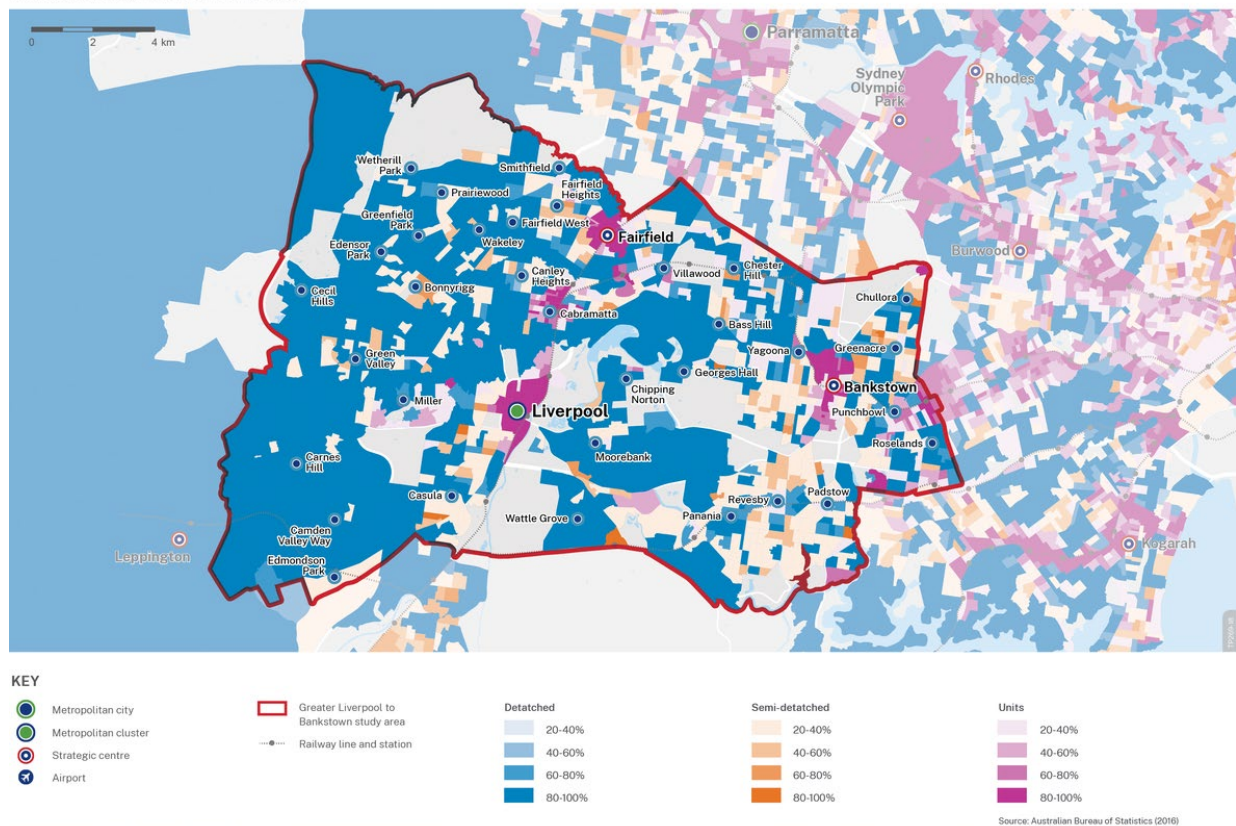 0 2 4 km
Parramatta
Rhodes
Sydney
Olympic
Park
Wetherill
Park
Smithfield
Prairiewood
Fairfield
Heights
Greenfield
Park
Fairfield West
Wakeley
Fairfield
Burwood
Edensor
Park
Canley
Heights
Villawood
Chester
Hill
Cecil
Hills
Bonnyrigg
Chullora
Cabramatta
Bass Hill
Yagoona
Greenacre
Green
Valley
Georges Hall
Chipping
Norton
Bankstown
Miller
Liverpool
Punchbowl
Roselands
Moorebank
Carnes
Hill
Casula
Revesby
Padstow
Wattle Grove
Panania
Camden
Valley Way
Leppington
Kogarah
Edmondson
Park
KEY
Metropolitan city
Metropolitan cluster
Strategic centre
Airport
Greater Liverpool to
Bankstown study area
Railway line and station
Detatched
20-40%
40-60%
60-80%
80-100%
Semi-detatched
20-40%
40-60%
60-80%
80-100%
Units
20-40%
40-60%
60-80%
80-100%
Source: Australian Bureau of Statistics (2016)